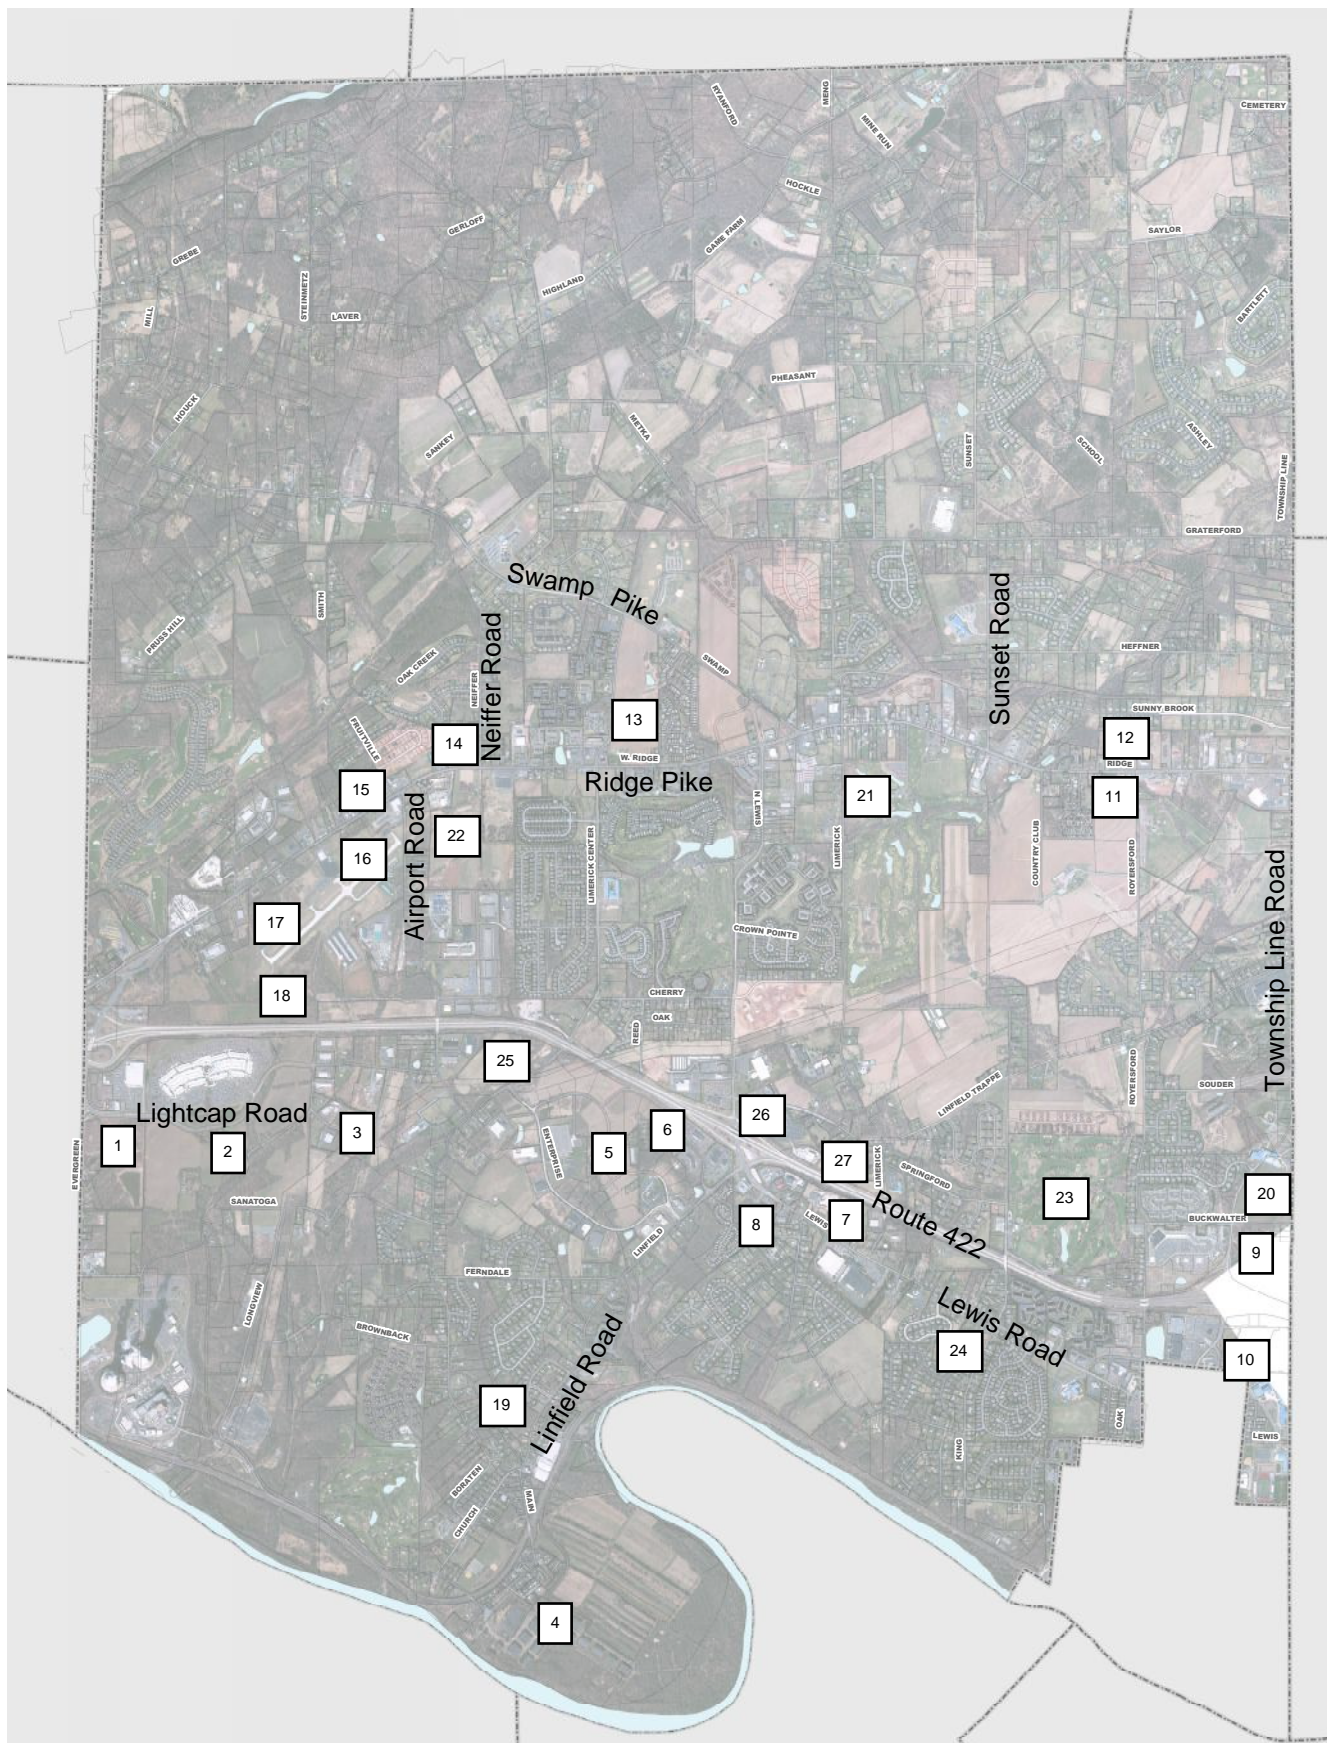 RYANFORD
MENG
CEMETERY
MINE RUN
HOCKLE
GERLOFF
GAME FARM
SAYLOR
GREBE
STEINMETZ
HIGHLAND
BARTLETT
MILL
LAVER
PHEASANT
HOUCK
METKA
SANKEY
SUNSET
SCHOOL
ASHLEY
TOWNSHIP LINE
GRATERFORD
Swamp Pike
SMITH
PRUSS HILL
Sunset Road
HEFFNER
OAK CREEK
NEIFFER
Neiffer Road
SWAMP
SUNNY BROOK
13
FRUITVILLE
14
12
W. RIDGE
RIDGE
Ridge Pike
15
21
11
N LEWIS
22
16
Airport Road
LIMERICK CENTER
LIMERICK
COUNTRY CLUB
ROYERSFORD
17
CROWN POINTE
Township Line Road
18
CHERRY
OAK
REED
25
LINFIELD TRAPPE
ROYERSFORD
SOUDER
Lightcap Road
26
1
2
3
ENTERPRISE
5
6
27
LIMERICK
SPRINGFORD
EVERGREEN
SANATOGA
23
20
8
LEWIS
7
Route 422
BUCKWALTER
LINFIELD
9
FERNDALE
LONGVIEW
BROWNBACK
Lewis Road
24
10
Linfield Road
19
OAK
LEWIS
KING
BORATEN
MAIN
CHURCH
4